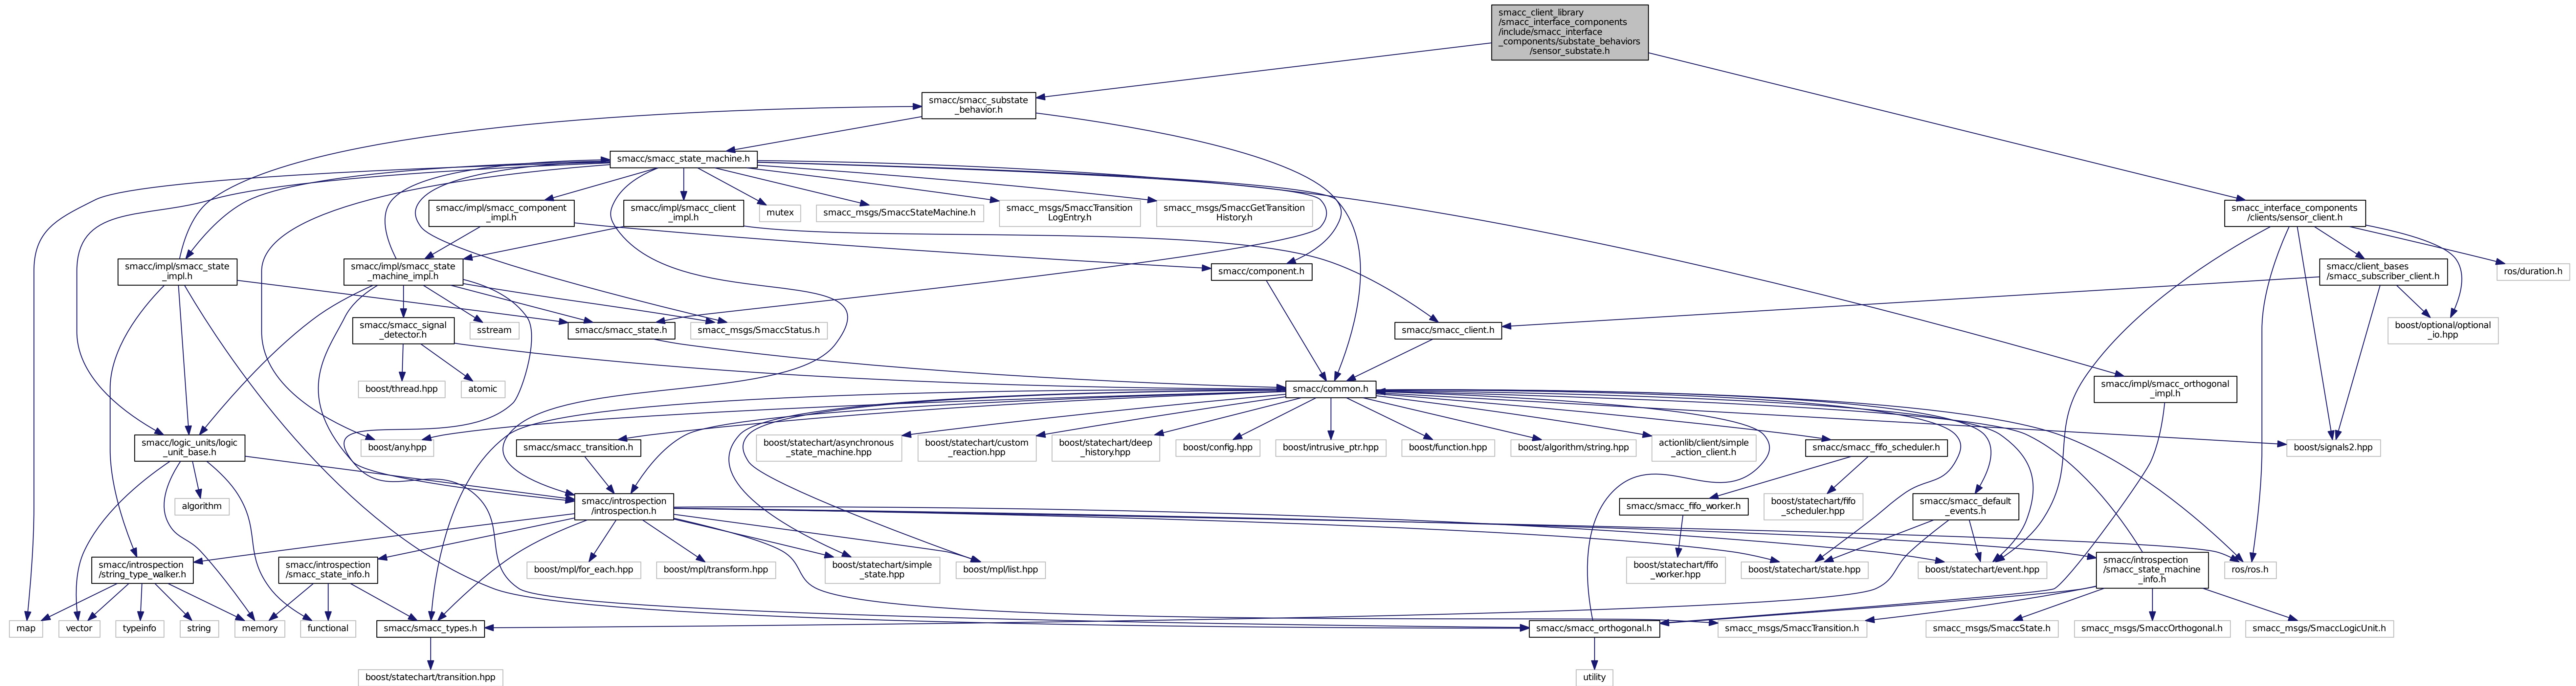 smacc_client_library
/smacc_interface_components
/include/smacc_interface
_components/substate_behaviors
/sensor_substate.h
smacc/smacc_substate
_behavior.h
smacc/smacc_state_machine.h
smacc/impl/smacc_component
_impl.h
smacc/impl/smacc_client
_impl.h
mutex
smacc_msgs/SmaccStateMachine.h
smacc_msgs/SmaccTransition
LogEntry.h
smacc_msgs/SmaccGetTransition
History.h
smacc_interface_components
/clients/sensor_client.h
smacc/impl/smacc_state
_impl.h
smacc/impl/smacc_state
_machine_impl.h
smacc/component.h
smacc/client_bases
/smacc_subscriber_client.h
ros/duration.h
smacc/smacc_signal
_detector.h
sstream
smacc/smacc_state.h
smacc_msgs/SmaccStatus.h
smacc/smacc_client.h
boost/optional/optional
_io.hpp
boost/thread.hpp
atomic
smacc/common.h
smacc/impl/smacc_orthogonal
_impl.h
smacc/logic_units/logic
_unit_base.h
boost/any.hpp
smacc/smacc_transition.h
boost/statechart/asynchronous
_state_machine.hpp
boost/statechart/custom
_reaction.hpp
boost/statechart/deep
_history.hpp
boost/config.hpp
boost/intrusive_ptr.hpp
boost/function.hpp
boost/algorithm/string.hpp
actionlib/client/simple
_action_client.h
smacc/smacc_fifo_scheduler.h
boost/signals2.hpp
algorithm
smacc/introspection
/introspection.h
smacc/smacc_fifo_worker.h
boost/statechart/fifo
_scheduler.hpp
smacc/smacc_default
_events.h
smacc/introspection
/string_type_walker.h
smacc/introspection
/smacc_state_info.h
boost/mpl/for_each.hpp
boost/mpl/transform.hpp
boost/statechart/simple
_state.hpp
boost/mpl/list.hpp
boost/statechart/fifo
_worker.hpp
boost/statechart/state.hpp
boost/statechart/event.hpp
smacc/introspection
/smacc_state_machine
_info.h
ros/ros.h
map
vector
typeinfo
string
memory
functional
smacc/smacc_types.h
smacc/smacc_orthogonal.h
smacc_msgs/SmaccTransition.h
smacc_msgs/SmaccState.h
smacc_msgs/SmaccOrthogonal.h
smacc_msgs/SmaccLogicUnit.h
boost/statechart/transition.hpp
utility